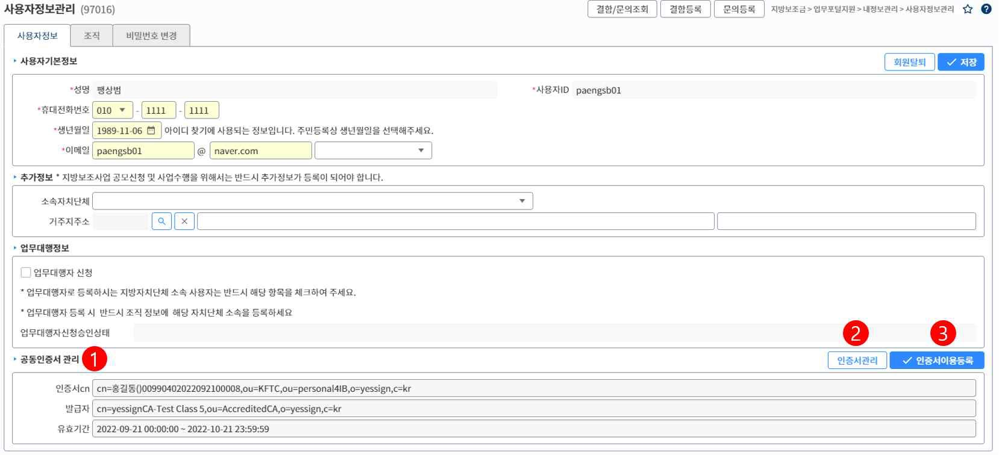 사용자정보관리 (97016) 결함/문의조회 결함등록 문의등록 지방보조금 > 업무포털지원 > 내정보관리 > 사용자정보관리 ?
사용자정보 조직 비밀번호 변경
사용자기본정보 회원탈퇴 저장
*성명 팽상범 *사용자ID paengsb01
*휴대전화번호 010 - 1111 - 1111
*생년월일 1989-11-06 아이디 찾기에 사용되는 정보입니다. 주민등록상 생년월일을 선택해주세요.
*이메일 paengsb01 @ naver.com
추가정보 * 지방보조사업 공모신청 및 사업수행을 위해서는 반드시 추가정보가 등록이 되어야 합니다.
소속자치단체
거주지주소
업무대행정보
업무대행자 신청
* 업무대행자로 등록하시는 지방자치단체 소속 사용자는 반드시 해당 항목을 체크하여 주세요.
* 업무대행자 등록 시 반드시 조직 정보에 해당 자치단체 소속을 등록하세요
업무대행자신청승인상태 2 3
공동인증서 관리 1 인증서관리 인증서이용등록
인증서cn cn=홍길동()00990402022092100008,ou=KFTC,ou=personal4IB,o=yessign,c=kr
발급자 cn=yessignCA-Test Class 5,ou=AccreditedCA,o=yessign,c=kr
유효기간 2022-09-21 00:00:00 ~ 2022-10-21 23:59:59